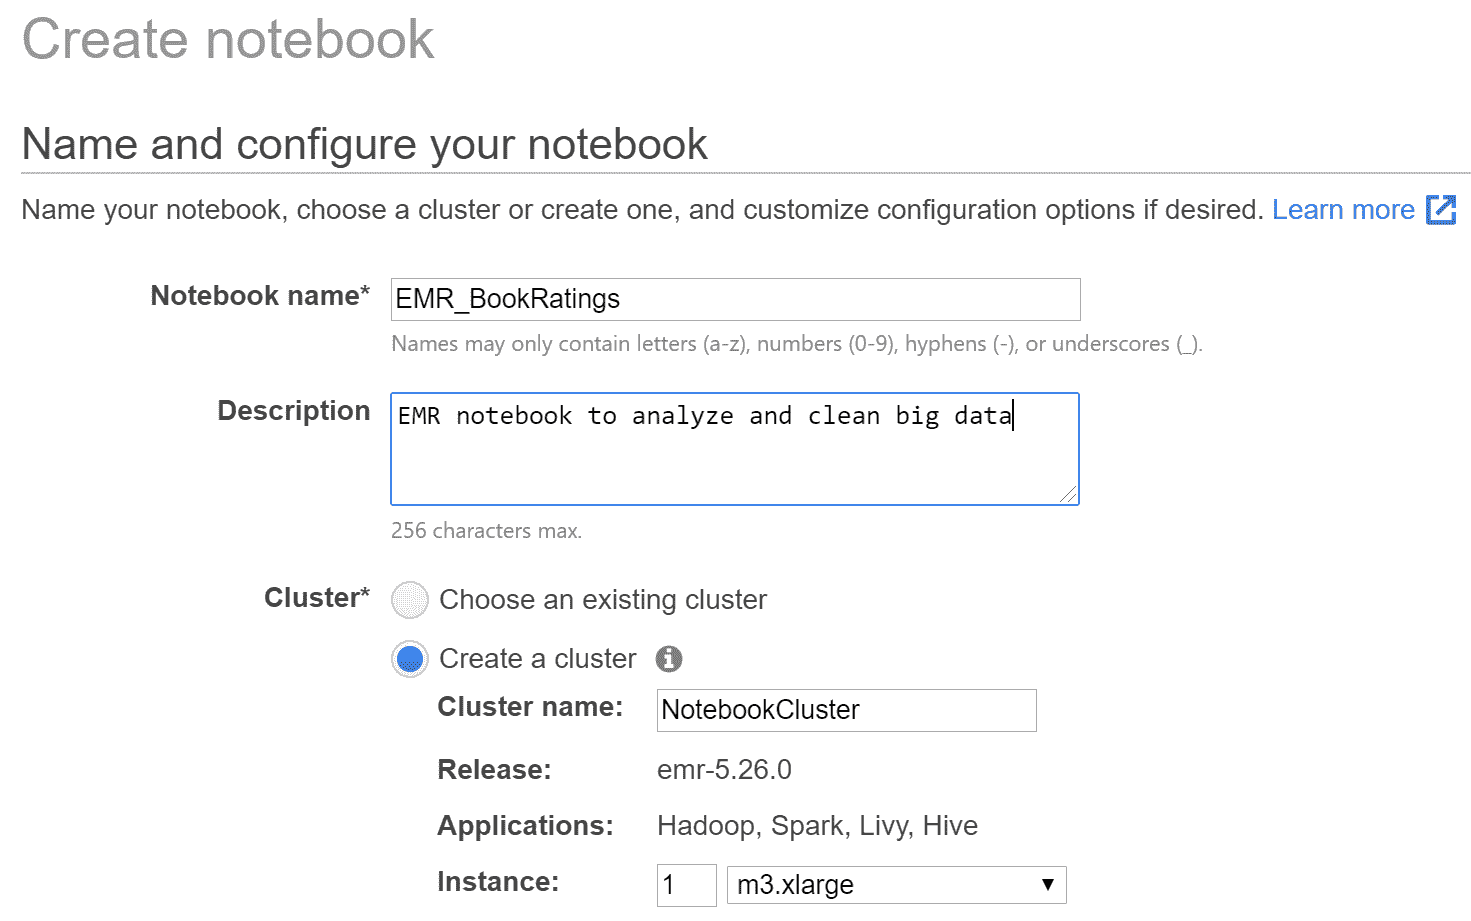 Create notebook
Name and configure your notebook
Name your notebook, choose a cluster or create one, and customize configuration options if desired. Learn more
Notebook name* EMR_BookRatings
Names may only contain letters (a-z), numbers (0-9), hyphens (-), or underscores (_).
Description EMR notebook to analyze and clean big data
256 characters max.
Cluster* Choose an existing cluster
Create a cluster
Cluster name: NotebookCluster
Release: emr-5.26.0
Applications: Hadoop, Spark, Livy, Hive
Instance: 1 m3.xlarge